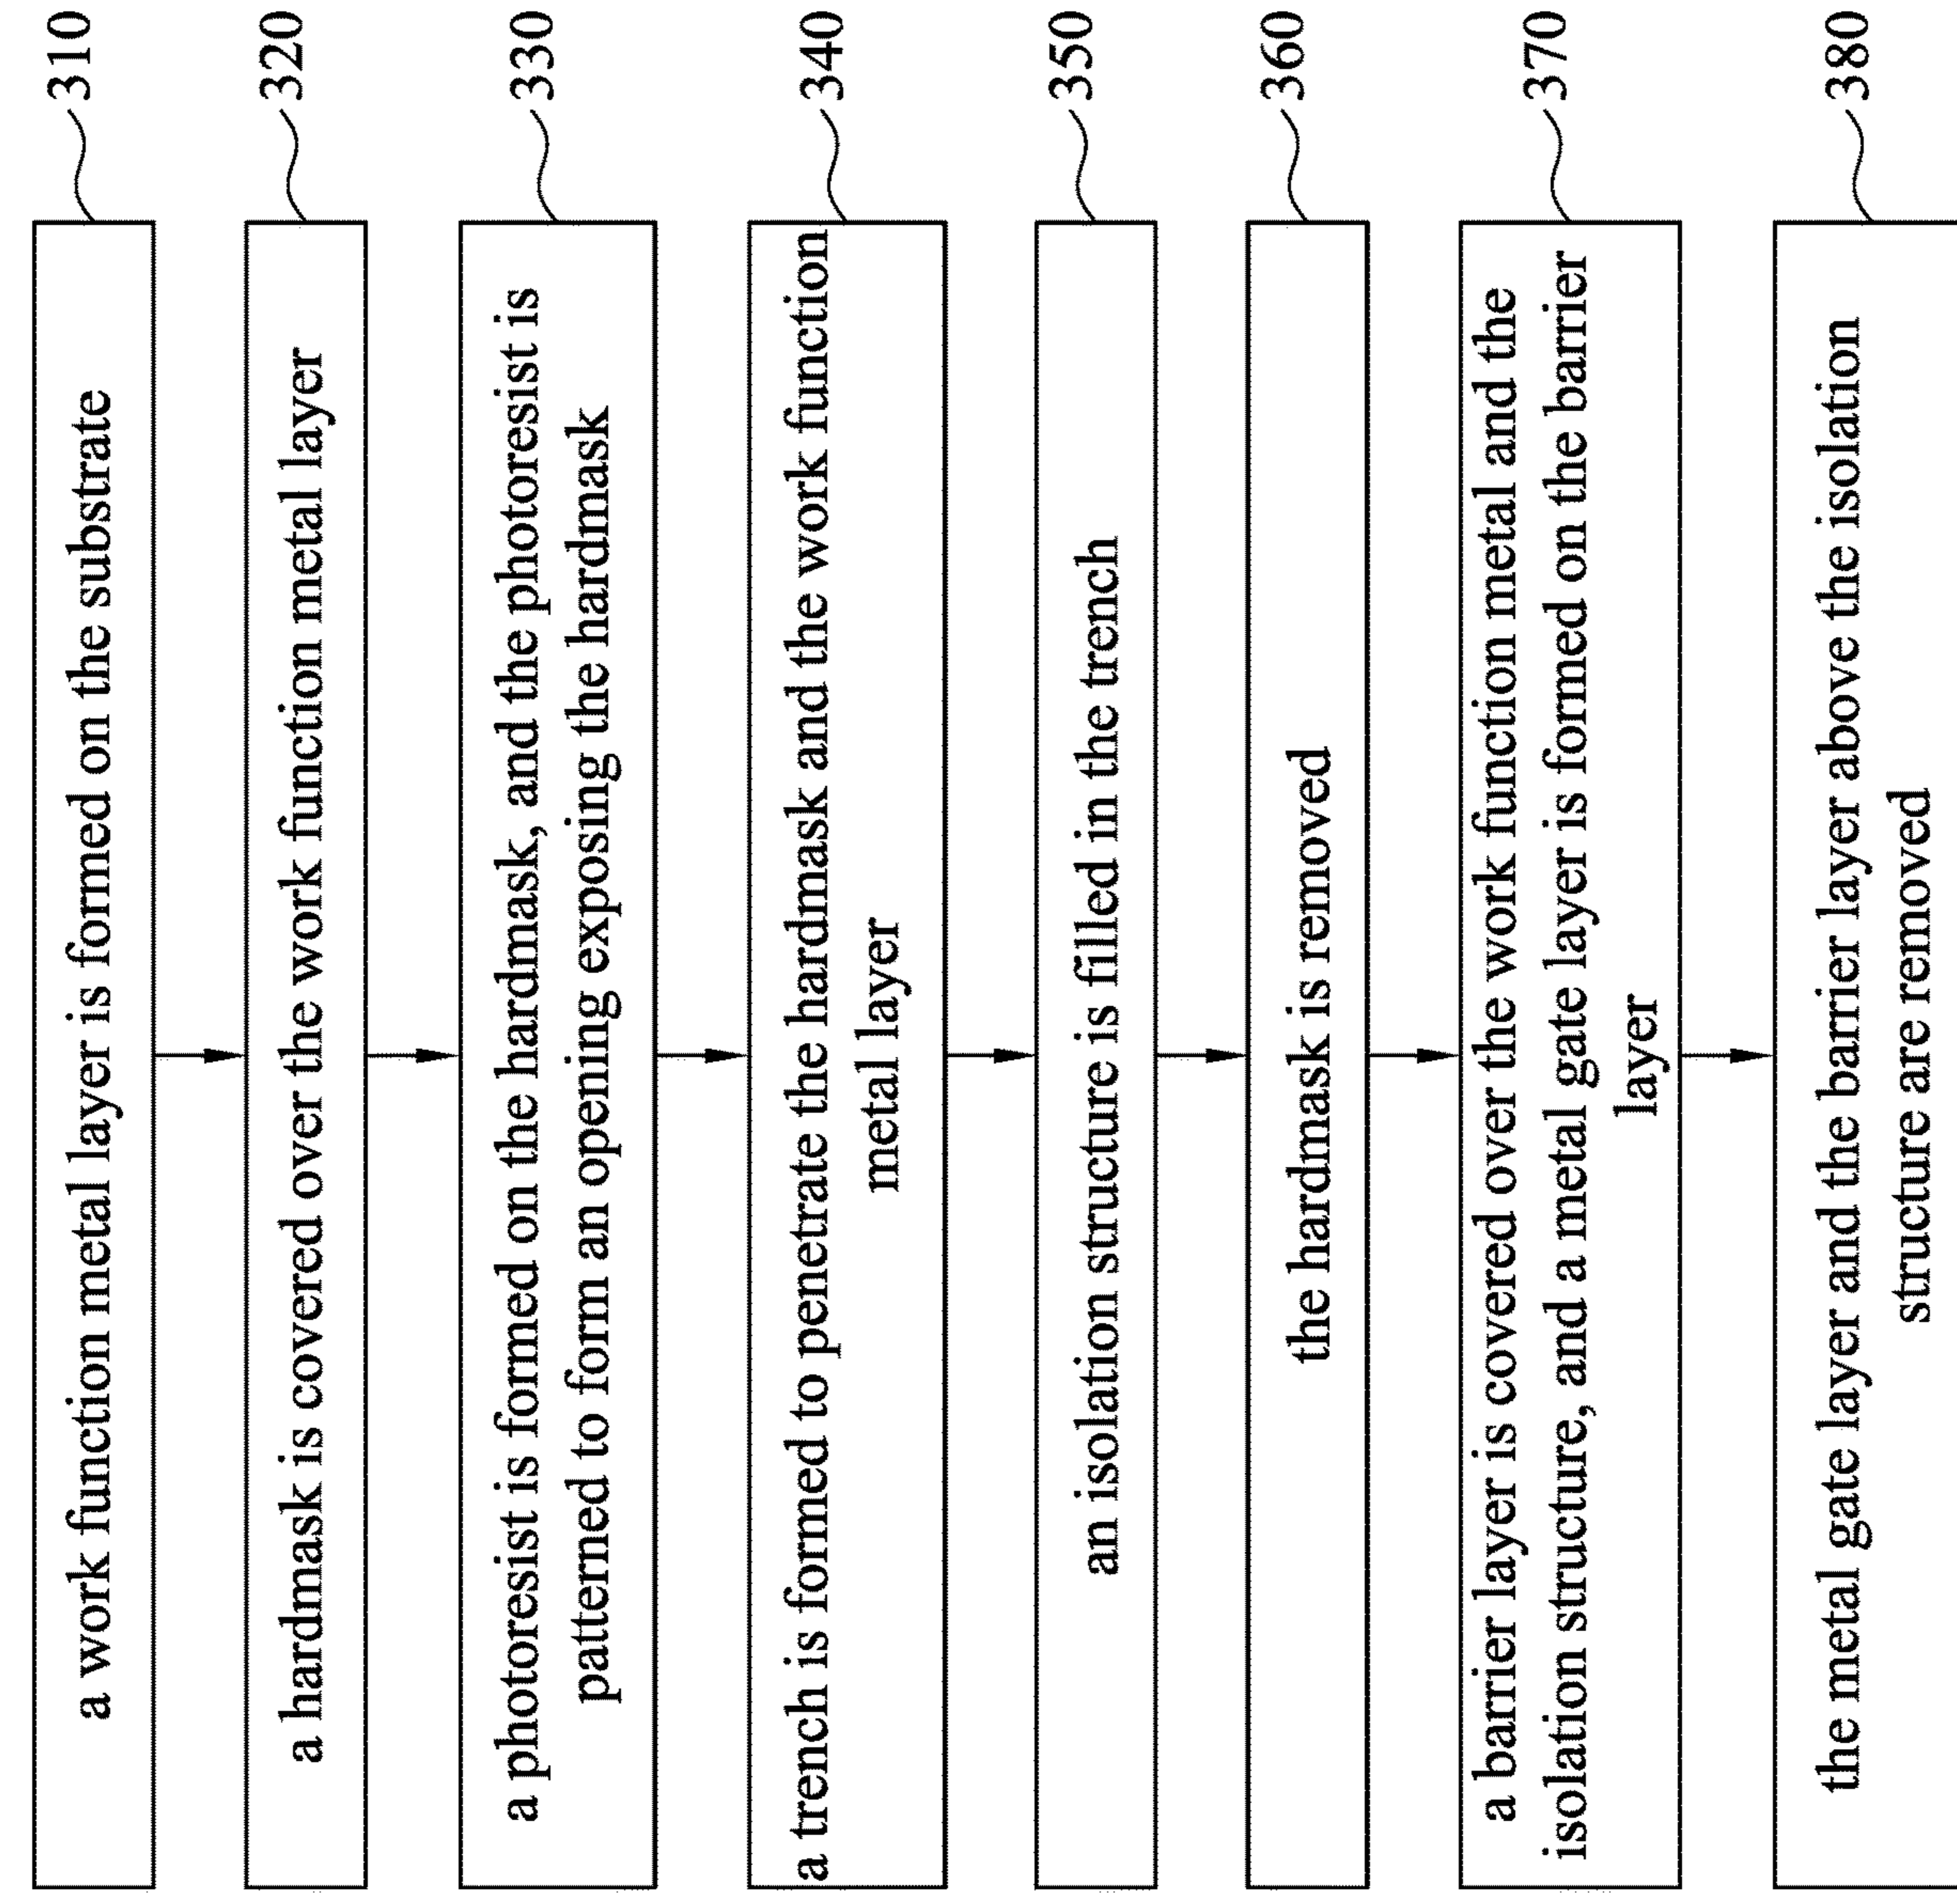 a work function metal layer is formed on the substrate
310
a hardmask is covered over the work function metal layer
320
a photoresist is formed on the hardmask, and the photoresist is
patterned to form an opening exposing the hardmask
330
a trench is formed to penetrate the hardmask and the work function
metal layer
340
an isolation structure is filled in the trench
350
the hardmask is removed
360
a barrier layer is covered over the work function metal and the
isolation structure, and a metal gate layer is formed on the barrier
layer
370
the metal gate layer and the barrier layer above the isolation
structure are removed
380